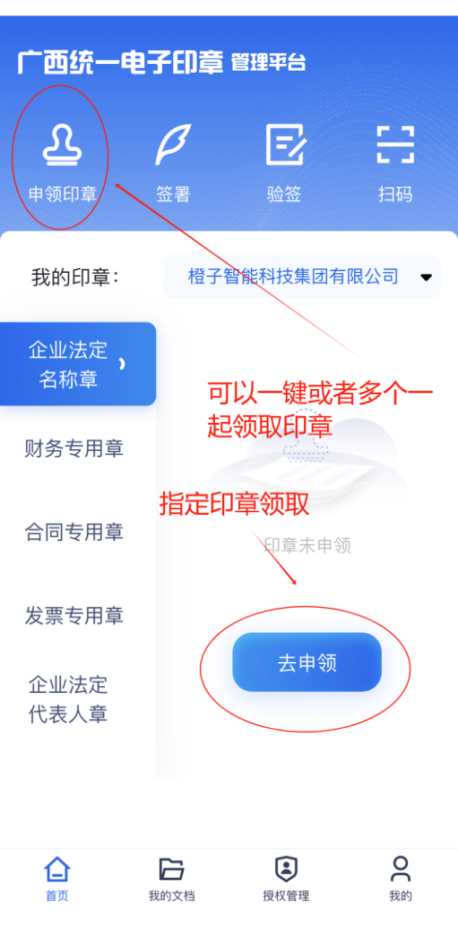 广西统一电子印章 管理平台
申领印章 签署 验签 扫码
我的印章： 橙子智能科技集团有限公司
企业法定
名称章
可以一键或者多个一
起领取印章
财务专用章
指定印章领取
合同专用章
印章未申领
发票专用章
去申领
企业法定
代表人章
首页 我的文档 授权管理 我的